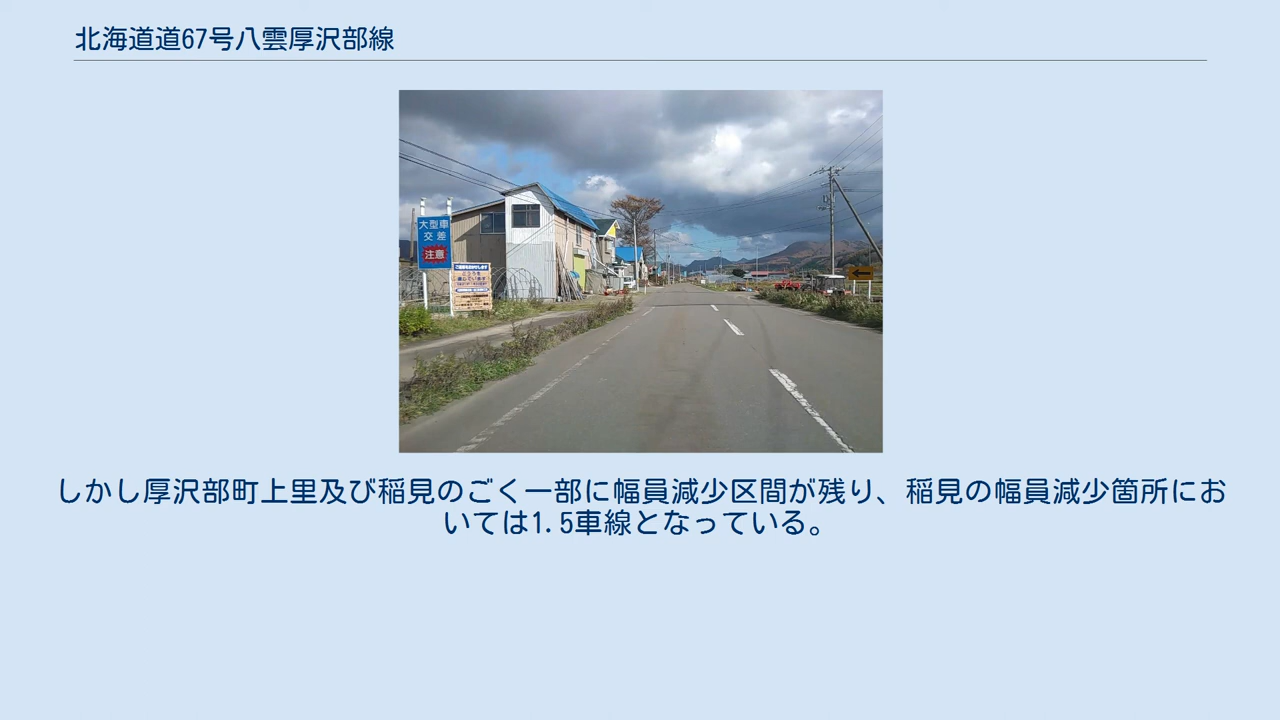 北海道道67号八雲厚沢部線
大型車
交差
注意
しかし厚沢部町上里及び稲見のごく一部に幅員減少区間が残り、稲見の幅員減少箇所にお
いては1.5車線となっている。